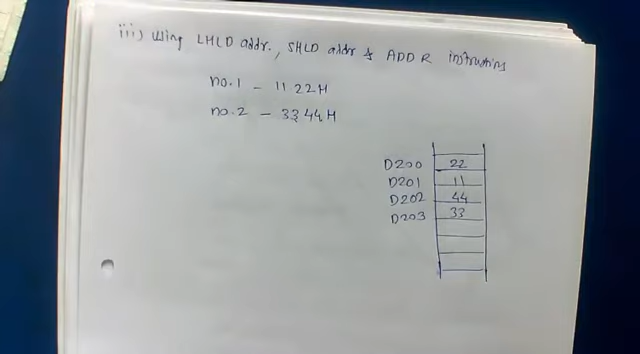 iii) Using LHLD addr., SHLD addr & ADD R instructions
no.1 - 1122H
no.2 - 3344H
D200 22
D201 11
D202 44
D203 33